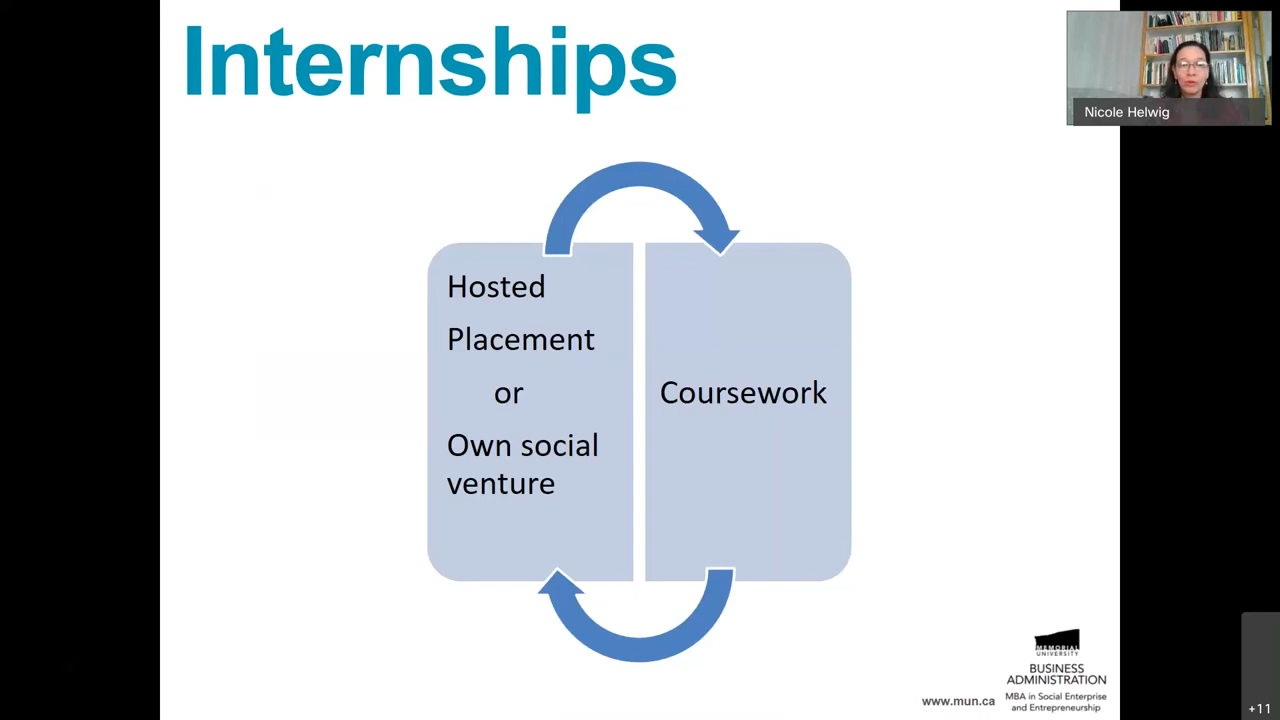 Internships
Nicole Helwig
Hosted
Placement
or
Own social
venture
Coursework
MEMORIAL
UNIVERSITY
BUSINESS
ADMINISTRATION
MBA in Social Enterprise
and Entrepreneurship
www.mun.ca
+11